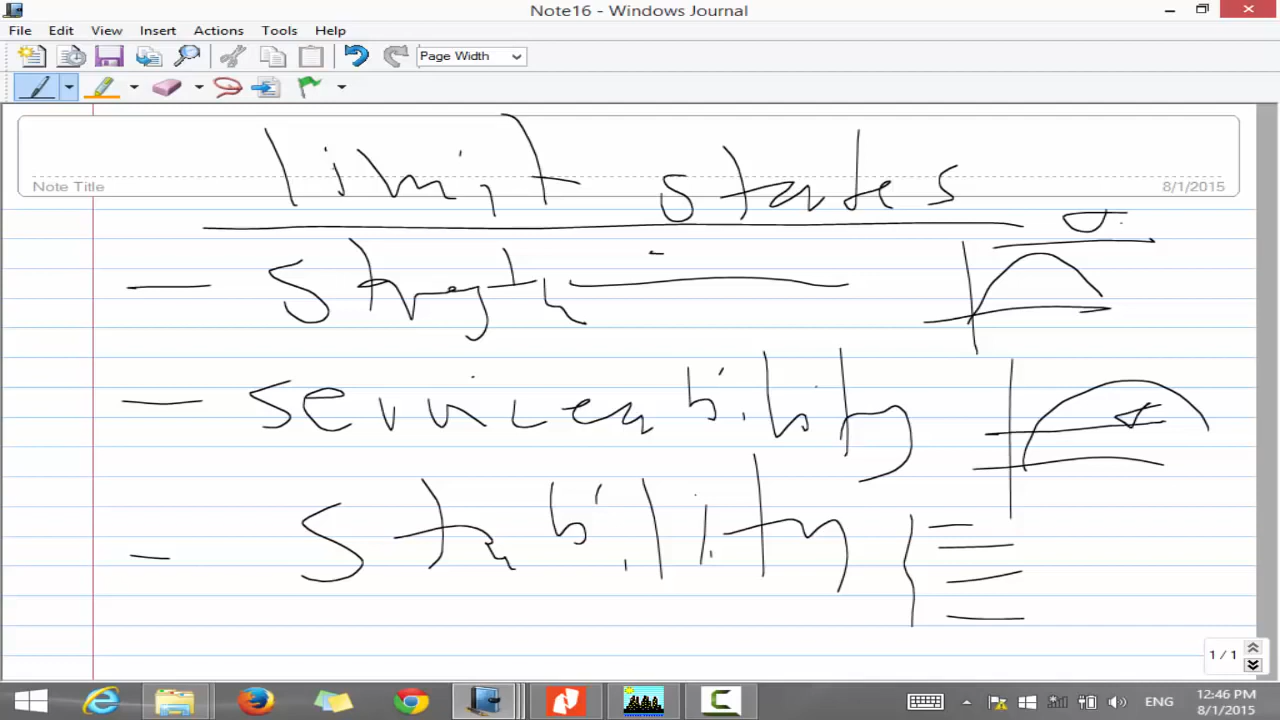 Note16 - Windows Journal
File Edit View Insert Actions Tools Help
Page Width
limit states
Note Title
8/1/2015
σ
- Strength
- serviceability
- stability
1 / 1
ENG
12:46 PM
8/1/2015